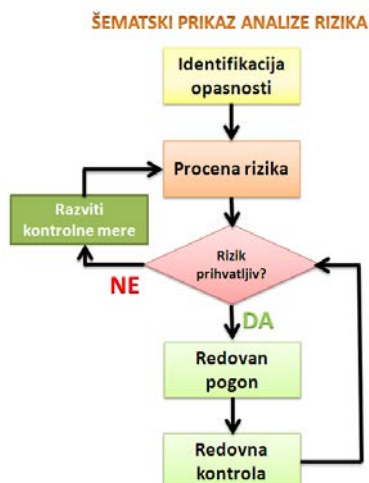 ŠEMATSKI PRIKAZ ANALIZE RIZIKA
Identifikacija
opasnosti
Procena rizika
Razviti
kontrolne mere
Rizik
prihvatljiv?
NE
DA
Redovan
pogon
Redovna
kontrola